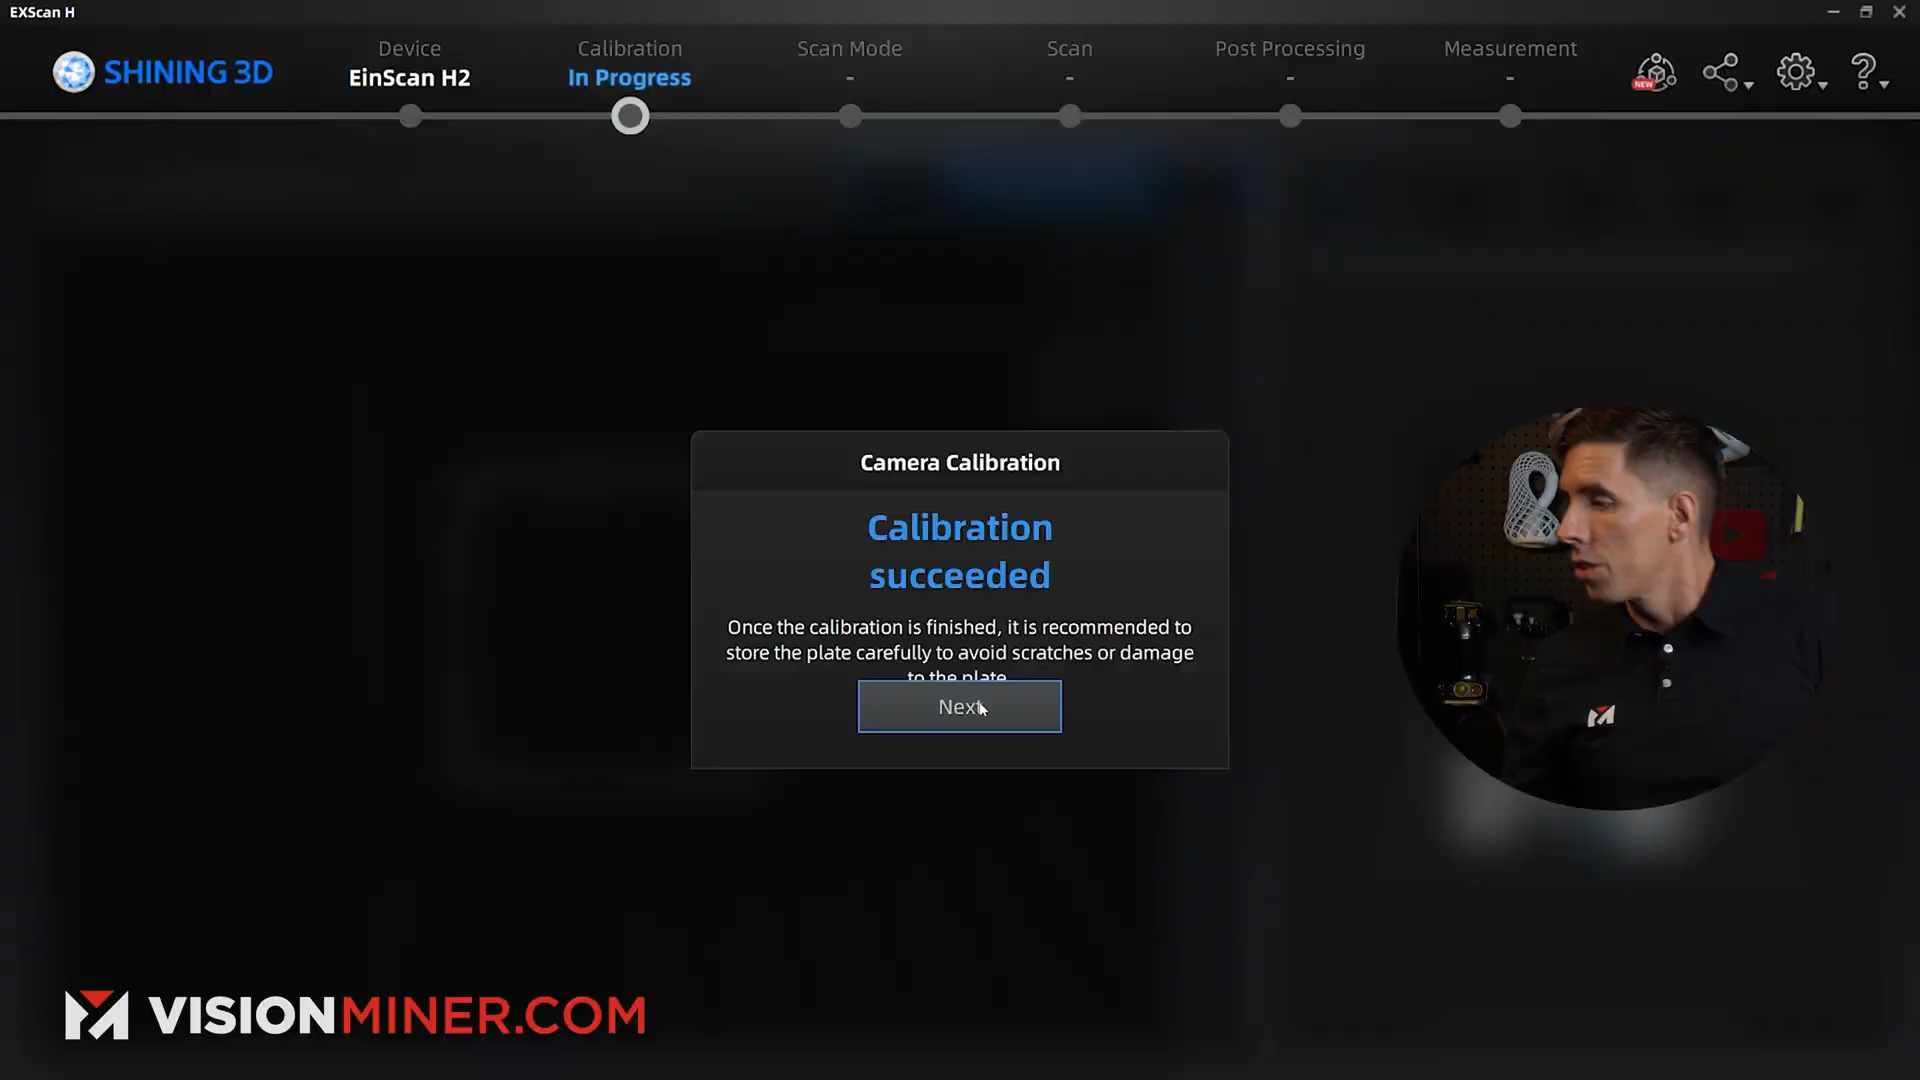 EXScan H
SHINING 3D
Device
EinScan H2
Calibration
In Progress
Scan Mode
-
Scan
-
Post Processing
-
Measurement
-
NEW
Camera Calibration
Calibration
succeeded
Once the calibration is finished, it is recommended to
store the plate carefully to avoid scratches or damage
to the plate
Next
VISIONMINER.COM